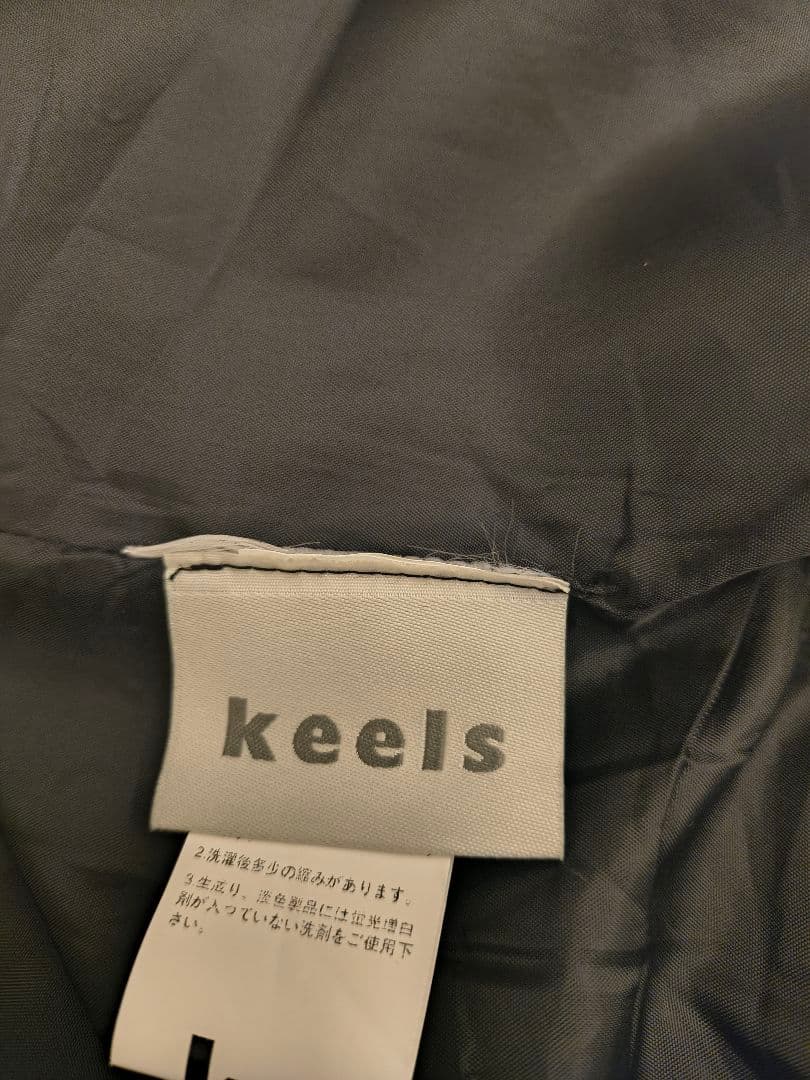 keels
2.洗濯後多少の縮みがあります。
3.生成り、淡色製品には蛍光増白
剤が入っていない洗剤をご使用下
さい。